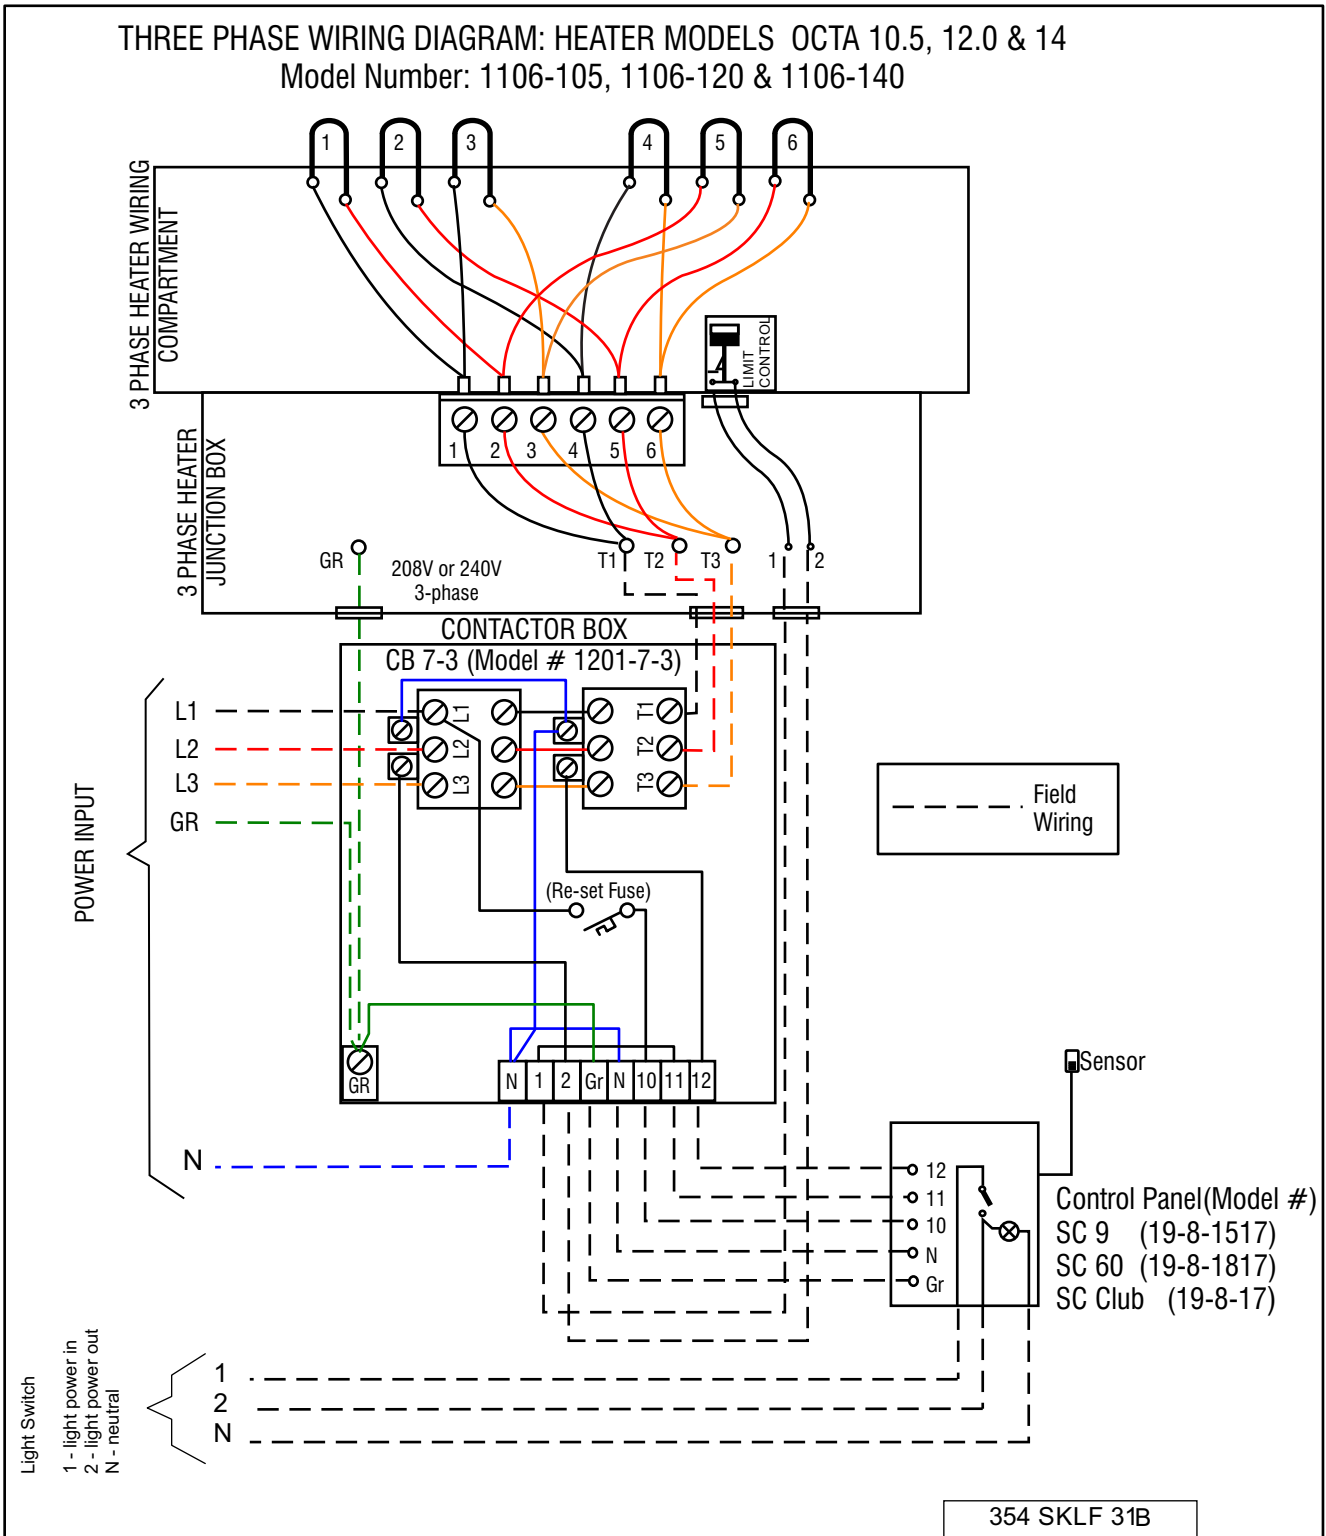 THREE PHASE WIRING DIAGRAM: HEATER MODELS OCTA 10.5, 12.0 & 14
Model Number: 1106-105, 1106-120 & 1106-140
1 2 3 4 5 6
3 PHASE HEATER WIRING
COMPARTMENT
LIMIT
CONTROL
1 2 3 4 5 6
3 PHASE HEATER
JUNCTION BOX
GR
208V or 240V
3-phase
T1 T2 T3 1 2
CONTACTOR BOX
CB 7-3 (Model # 1201-7-3)
POWER INPUT
L1
L2
L3
GR
L1
L2
L3
T1
T2
T3
Field
Wiring
(Re-set Fuse)
GR
N 1 2 Gr N 10 11 12
N
Sensor
12
11
10
N
Gr
Control Panel(Model #)
SC 9 (19-8-1517)
SC 60 (19-8-1817)
SC Club (19-8-17)
Light Switch
1 - light power in
2 - light power out
N - neutral
1
2
N
354 SKLF 31B